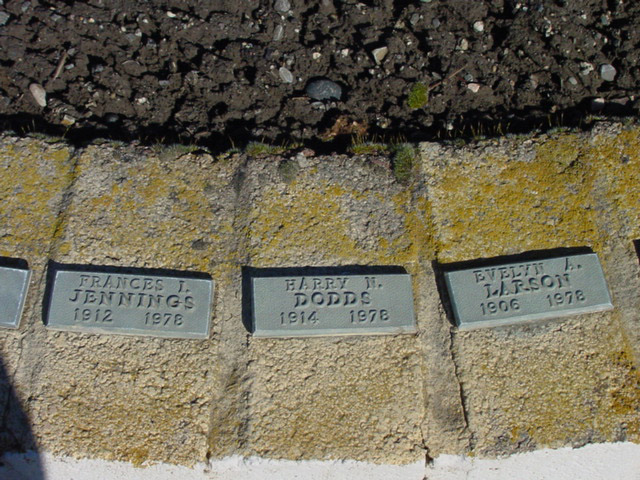 FRANCES I.
JENNINGS
1912 1978
HARRY N.
DODDS
1914 1978
EVELYN A.
LARSON
1906 1978